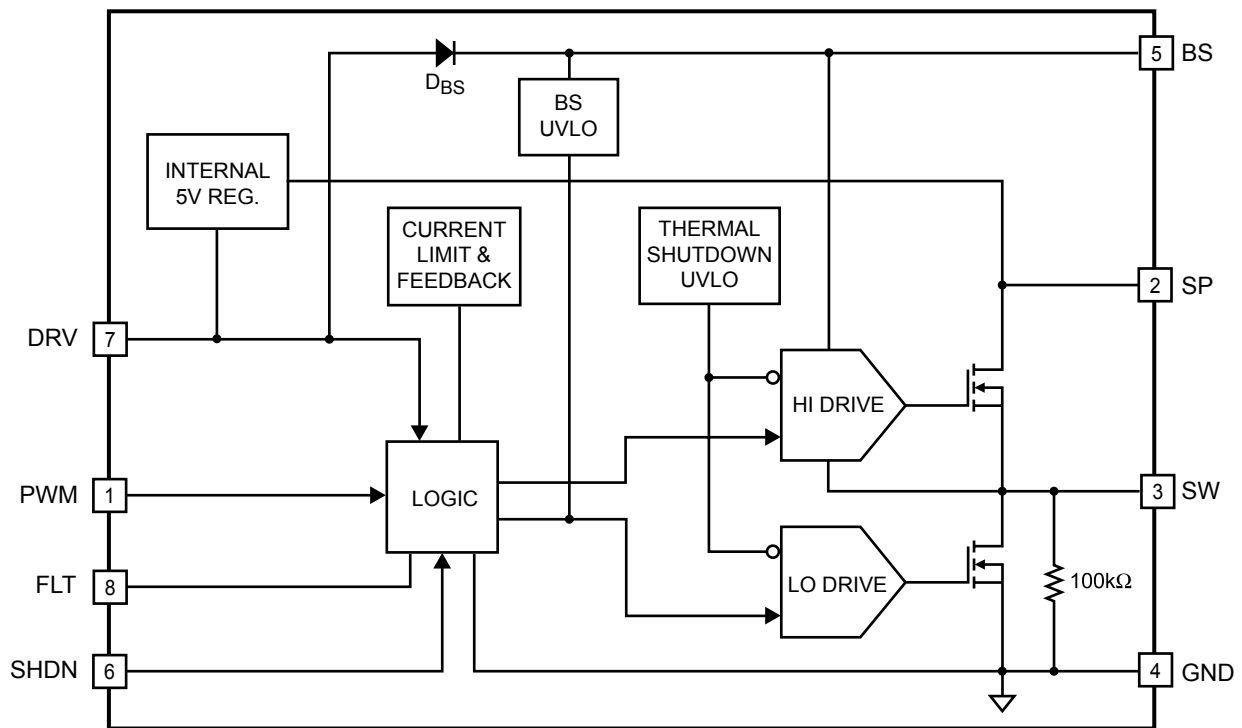 5 BS
D_BS
BS
UVLO
INTERNAL
5V REG.
CURRENT
LIMIT &
FEEDBACK
THERMAL
SHUTDOWN
UVLO
2 SP
DRV 7
HI DRIVE
PWM 1
LOGIC
3 SW
FLT 8
LO DRIVE
100kΩ
SHDN 6
4 GND